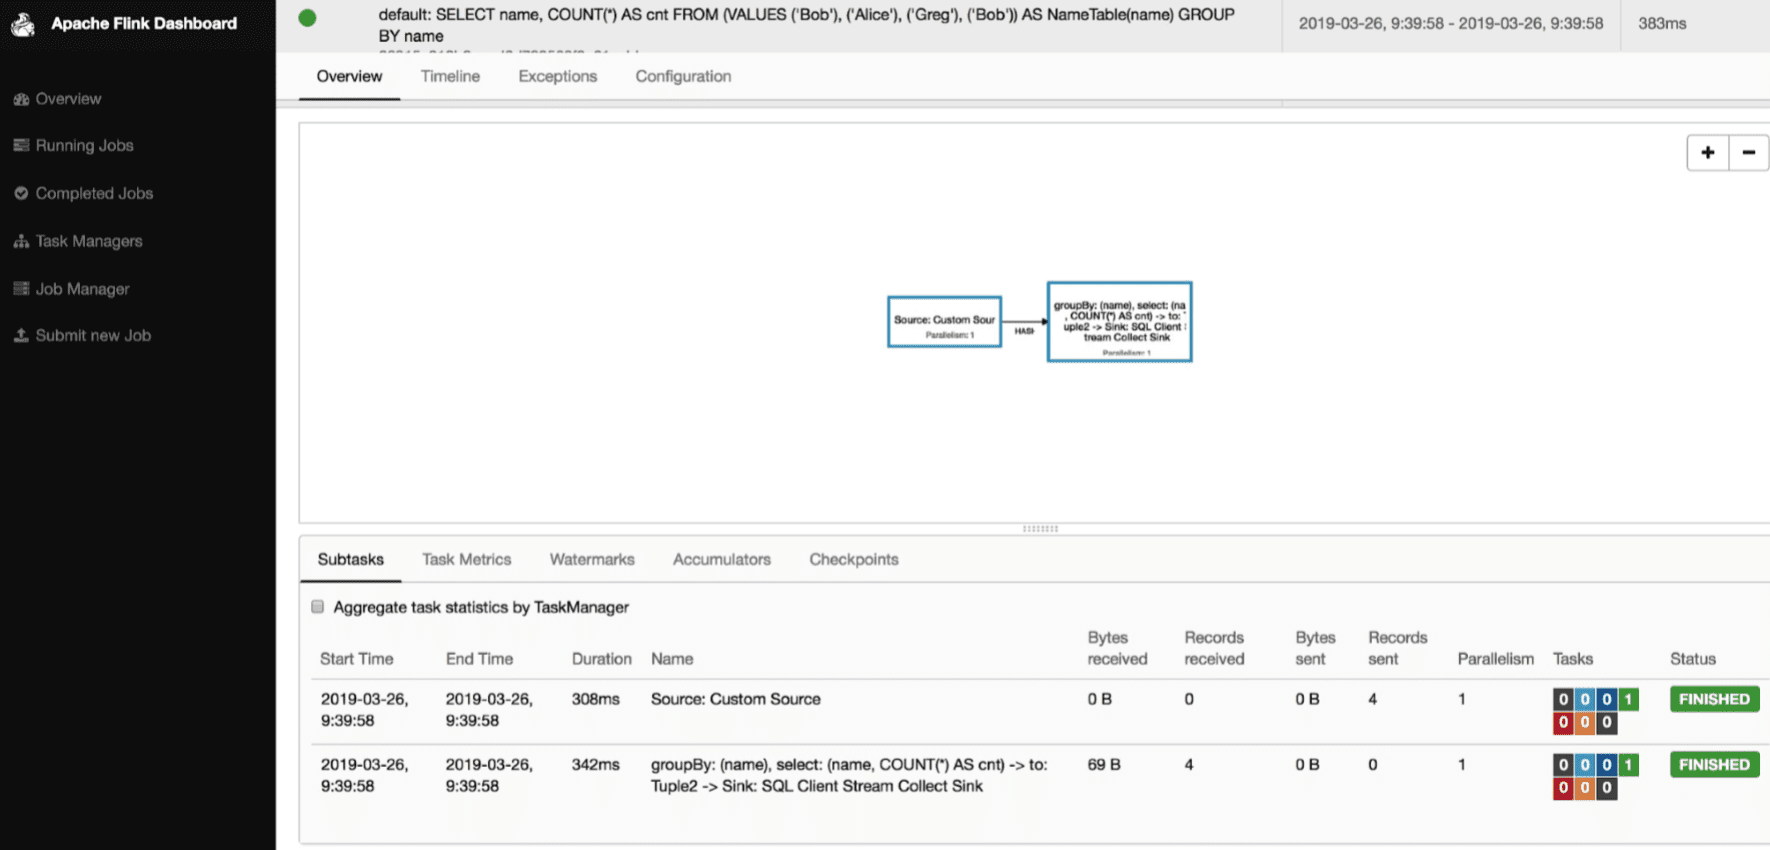 Apache Flink Dashboard
Overview
Running Jobs
Completed Jobs
Task Managers
Job Manager
Submit new Job
default: SELECT name, COUNT(*) AS cnt FROM (VALUES ('Bob'), ('Alice'), ('Greg'), ('Bob')) AS NameTable(name) GROUP
BY name
2019-03-26, 9:39:58 - 2019-03-26, 9:39:58
383ms
Overview Timeline Exceptions Configuration
+ −
Source: Custom Sour
Parallelism: 1
HASH
groupBy: (name), select: (na
, COUNT(*) AS cnt) -> to: T
uple2 -> Sink: SQL Client S
tream Collect Sink
Parallelism: 1
Subtasks Task Metrics Watermarks Accumulators Checkpoints
Aggregate task statistics by TaskManager
Start Time End Time Duration Name Bytes received Records received Bytes sent Records sent Parallelism Tasks Status
2019-03-26, 2019-03-26, 308ms Source: Custom Source 0 B 0 0 B 4 1 0 0 0 1 FINISHED
9:39:58 9:39:58 0 0 0
2019-03-26, 2019-03-26, 342ms groupBy: (name), select: (name, COUNT(*) AS cnt) -> to: 69 B 4 0 B 0 1 0 0 0 1 FINISHED
9:39:58 9:39:58 Tuple2 -> Sink: SQL Client Stream Collect Sink 0 0 0